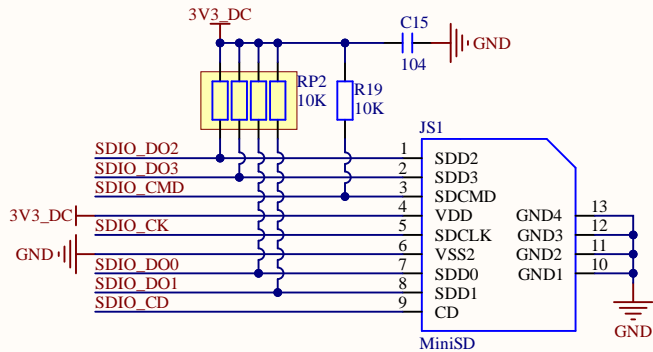 3V3_DC
C15
GND
104
RP2
10K
R19
10K
JS1
SDIO_DO2 1 SDD2
SDIO_DO3 2 SDD3
SDIO_CMD 3 SDCMD
3V3_DC 4 VDD GND4 13
SDIO_CK 5 SDCLK GND3 12
GND 6 VSS2 GND2 11
SDIO_DO0 7 SDD0 GND1 10
SDIO_DO1 8 SDD1
SDIO_CD 9 CD
GND
MiniSD